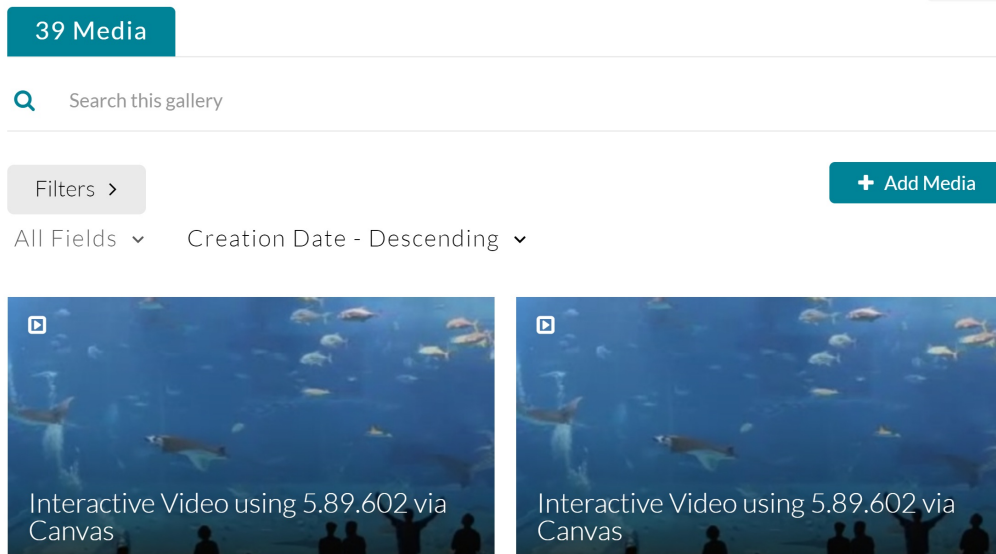 39 Media
Search this gallery
Filters
Add Media
All Fields
Creation Date - Descending
Interactive Video using 5.89.602 via
Canvas
Interactive Video using 5.89.602 via
Canvas